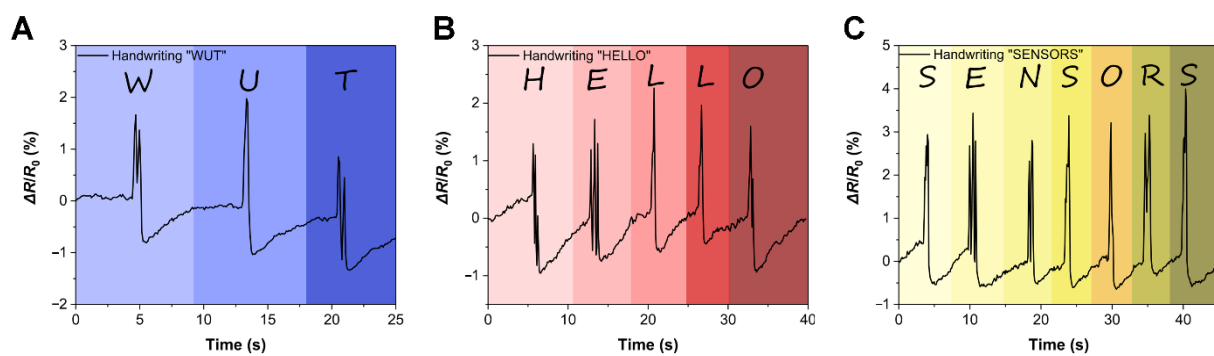 A
Handwriting "WUT"
W U T
ΔR/R0 (%)
3
2
1
0
−1
−2
0 5 10 15 20 25
Time (s)
B
Handwriting "HELLO"
H E L L O
ΔR/R0 (%)
3
2
1
0
−1
0 10 20 30 40
Time (s)
C
Handwriting "SENSORS"
S E N S O R S
ΔR/R0 (%)
5
4
3
2
1
0
−1
0 10 20 30 40
Time (s)